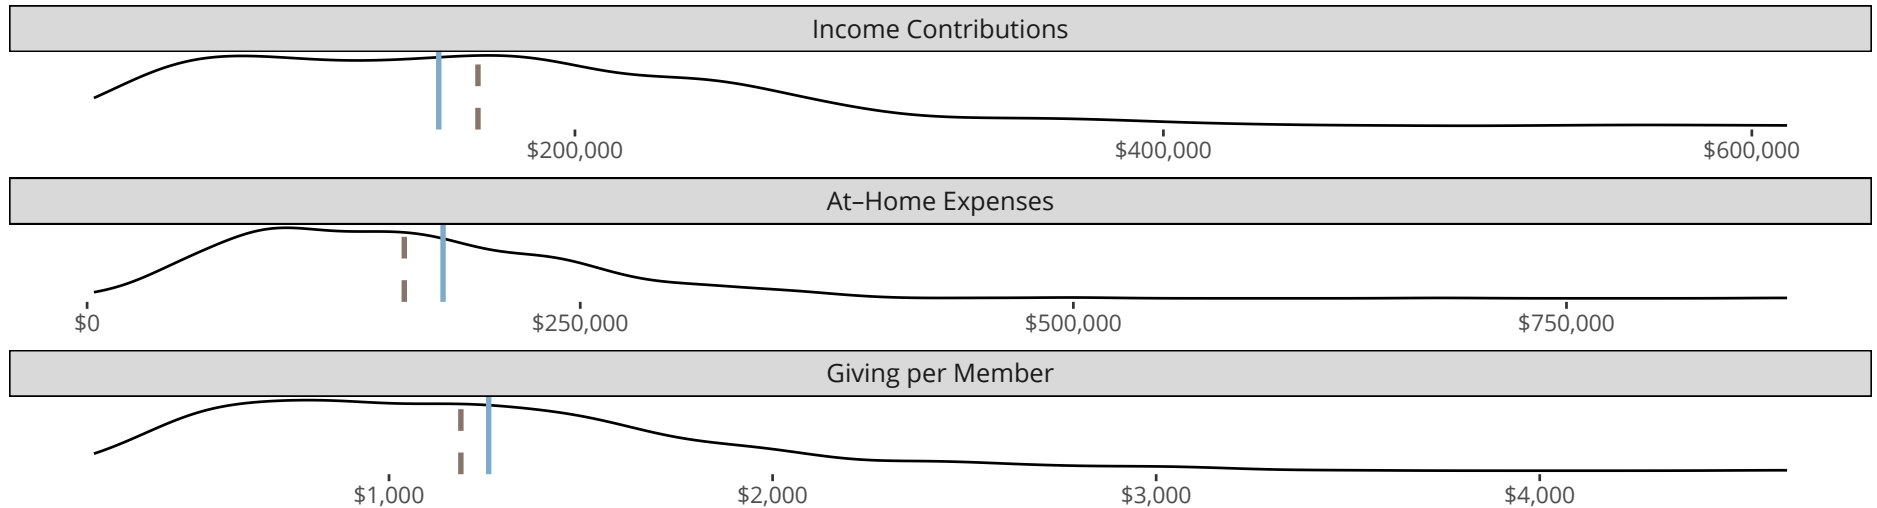 Income Contributions
$200,000 $400,000 $600,000
At–Home Expenses
$0 $250,000 $500,000 $750,000
Giving per Member
$1,000 $2,000 $3,000 $4,000